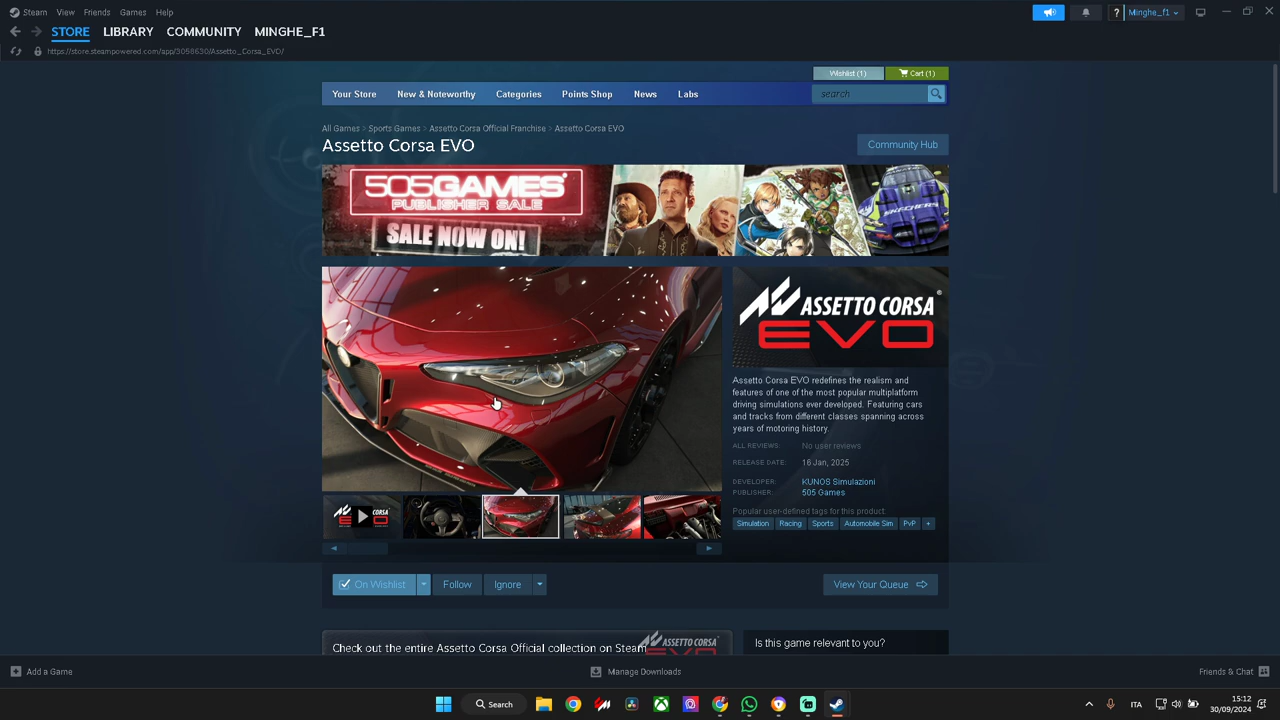 Steam View Friends Games Help
Minghe_f1
STORE LIBRARY COMMUNITY MINGHE_F1
https://store.steampowered.com/app/3058630/Assetto_Corsa_EVO/
Wishlist (1) Cart (1)
Your Store New & Noteworthy Categories Points Shop News Labs search
All Games > Sports Games > Assetto Corsa Official Franchise > Assetto Corsa EVO
Assetto Corsa EVO
Community Hub
505GAMES
PUBLISHER SALE
SALE NOW ON!
SKECHERS
ASSETTO CORSA
EVO
Assetto Corsa EVO redefines the realism and
features of one of the most popular multiplatform
driving simulations ever developed. Featuring cars
and tracks from different classes spanning across
years of motoring history.
ALL REVIEWS: No user reviews
RELEASE DATE: 16 Jan, 2025
DEVELOPER: KUNOS Simulazioni
PUBLISHER: 505 Games
Popular user-defined tags for this product:
Simulation Racing Sports Automobile Sim PvP +
On Wishlist Follow Ignore View Your Queue
Check out the entire Assetto Corsa Official collection on Steam
ASSETTO CORSA
Is this game relevant to you?
Add a Game Manage Downloads Friends & Chat
Search
ITA
15:12
30/09/2024